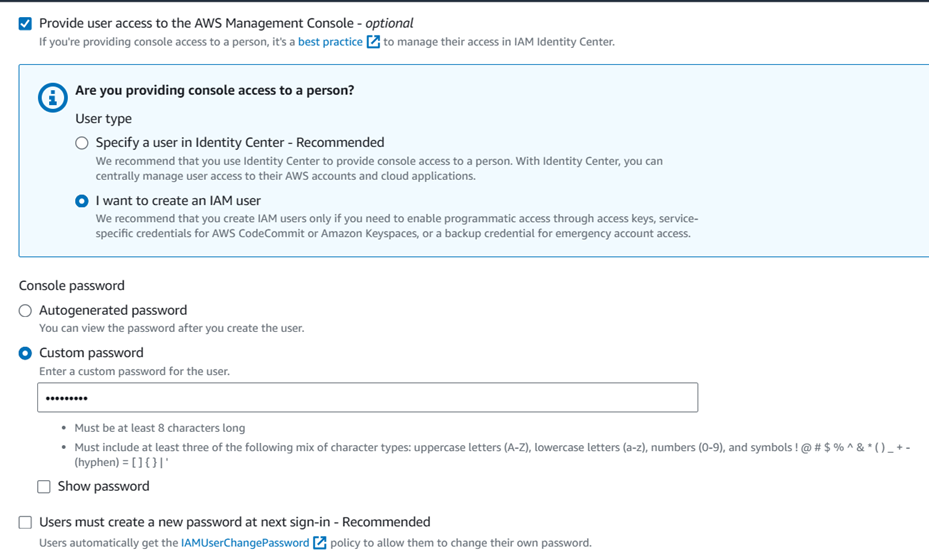 Provide user access to the AWS Management Console - optional
If you're providing console access to a person, it's a best practice to manage their access in IAM Identity Center.
Are you providing console access to a person?
User type
Specify a user in Identity Center - Recommended
We recommend that you use Identity Center to provide console access to a person. With Identity Center, you can
centrally manage user access to their AWS accounts and cloud applications.
I want to create an IAM user
We recommend that you create IAM users only if you need to enable programmatic access through access keys, service-
specific credentials for AWS CodeCommit or Amazon Keyspaces, or a backup credential for emergency account access.
Console password
Autogenerated password
You can view the password after you create the user.
Custom password
Enter a custom password for the user.
•••••••••
• Must be at least 8 characters long
• Must include at least three of the following mix of character types: uppercase letters (A-Z), lowercase letters (a-z), numbers (0-9), and symbols ! @ # $ % ^ & * ( ) _ + -
(hyphen) = [ ] { } | '
Show password
Users must create a new password at next sign-in - Recommended
Users automatically get the IAMUserChangePassword policy to allow them to change their own password.